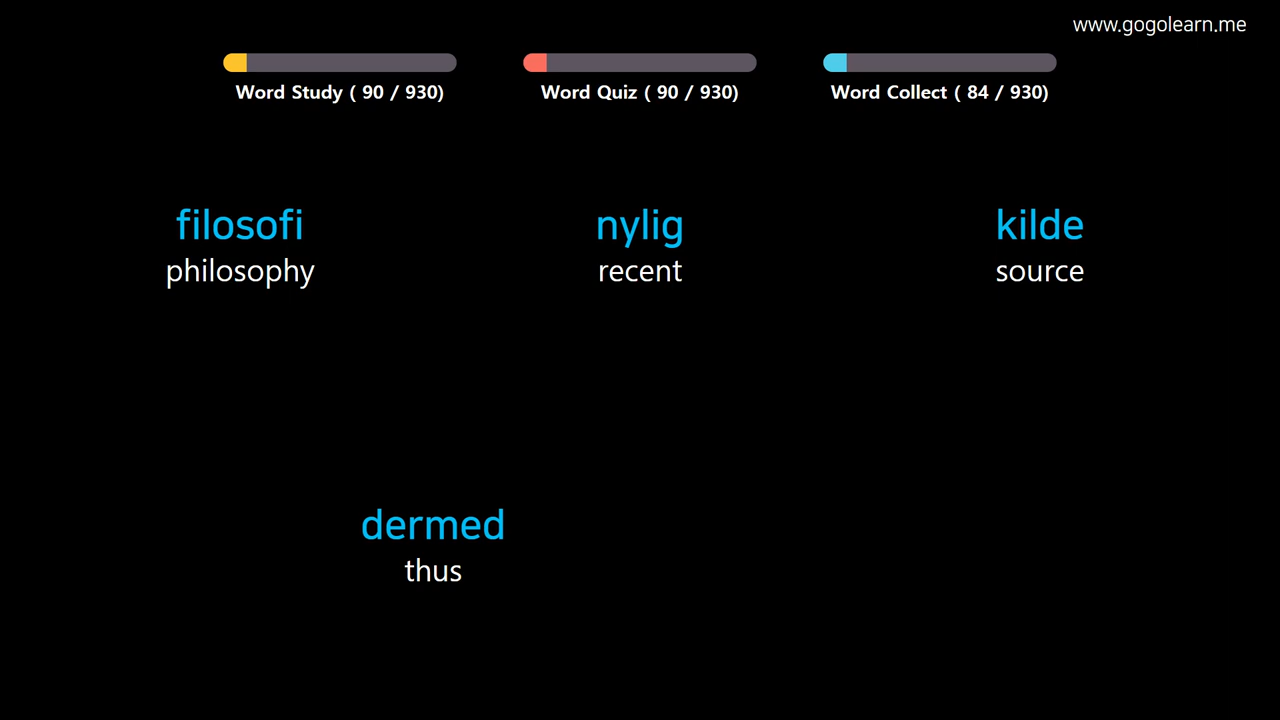 www.gogolearn.me
Word Study ( 90 / 930)
Word Quiz ( 90 / 930)
Word Collect ( 84 / 930)
filosofi
philosophy
nylig
recent
kilde
source
dermed
thus